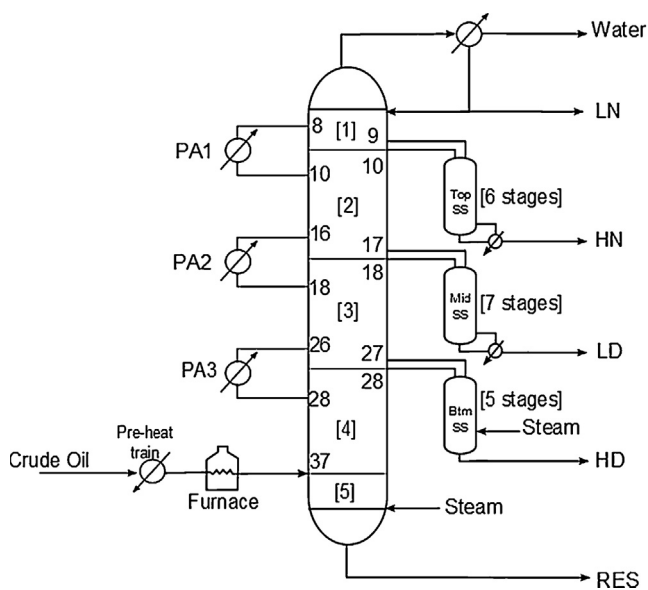 Water
LN
8
[1]
9
PA1
10
10
Top
SS
[6 stages]
[2]
HN
16
17
PA2
18
18
Mid
SS
[7 stages]
[3]
LD
26
27
PA3
28
28
Btm
SS
[5 stages]
Steam
[4]
Pre-heat
train
Crude Oil
37
HD
Furnace
[5]
Steam
RES